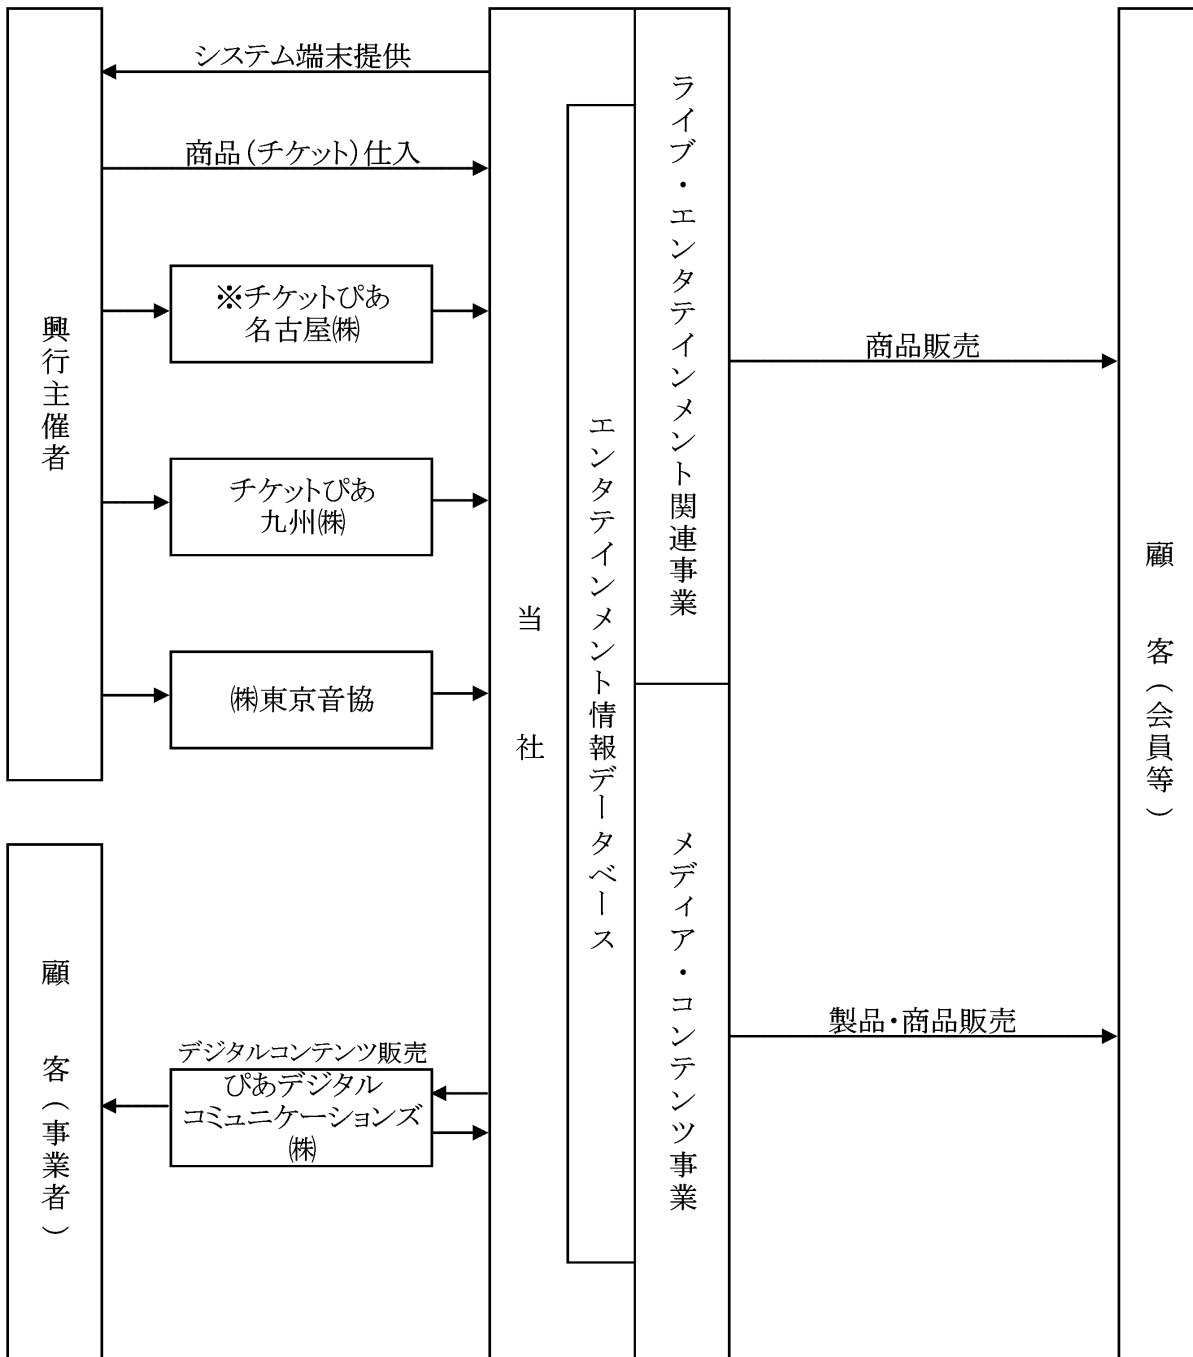 システム端末提供
商品（チケット）仕入
※チケットぴあ
名古屋㈱
チケットぴあ
九州㈱
㈱東京音協
興行主催者
デジタルコンテンツ販売
ぴあデジタル
コミュニケーションズ
㈱
顧客（事業者）
当社
エンタテインメント情報データベース
ライブ・エンタテインメント関連事業
メディア・コンテンツ事業
商品販売
製品・商品販売
顧客（会員等）